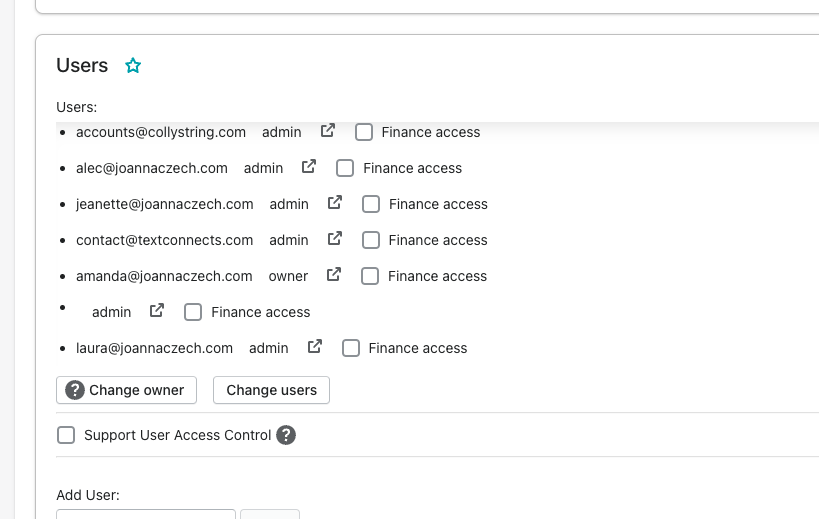 Users
Users:
accounts@collystring.com admin Finance access
alec@joannaczech.com admin Finance access
jeanette@joannaczech.com admin Finance access
contact@textconnects.com admin Finance access
amanda@joannaczech.com owner Finance access
admin Finance access
laura@joannaczech.com admin Finance access
? Change owner Change users
Support User Access Control ?
Add User: